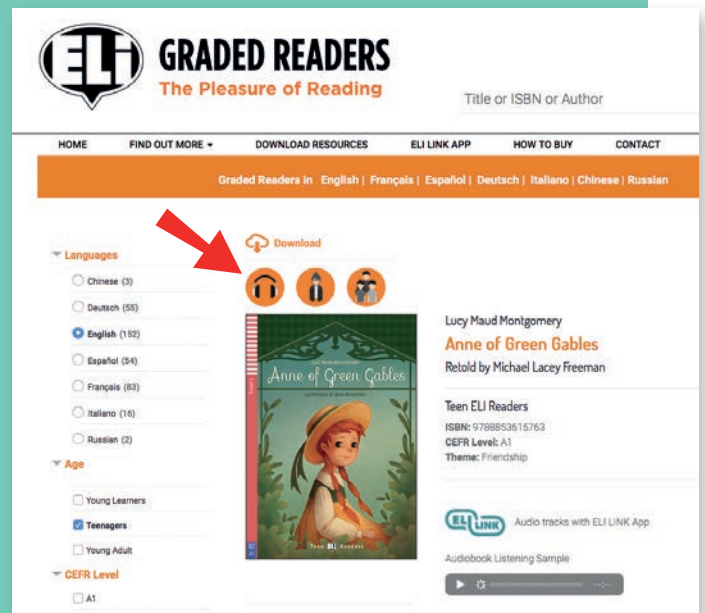 ELi
GRADED READERS
The Pleasure of Reading
Title or ISBN or Author
HOME
FIND OUT MORE
DOWNLOAD RESOURCES
ELI LINK APP
HOW TO BUY
CONTACT
Graded Readers in English | Français | Español | Deutsch | Italiano | Chinese | Russian
Languages
Chinese (3)
Deutsch (55)
English (152)
Español (54)
Français (83)
Italiano (16)
Russian (2)
Age
Young Learners
Teenagers
Young Adult
CEFR Level
A1
Download
Anne of Green Gables
Teen ELi Readers
Lucy Maud Montgomery
Anne of Green Gables
Retold by Michael Lacey Freeman
Teen ELI Readers
ISBN: 9788853615763
CEFR Level: A1
Theme: Friendship
ELI LINK
Audio tracks with ELI LINK App
Audiobook Listening Sample